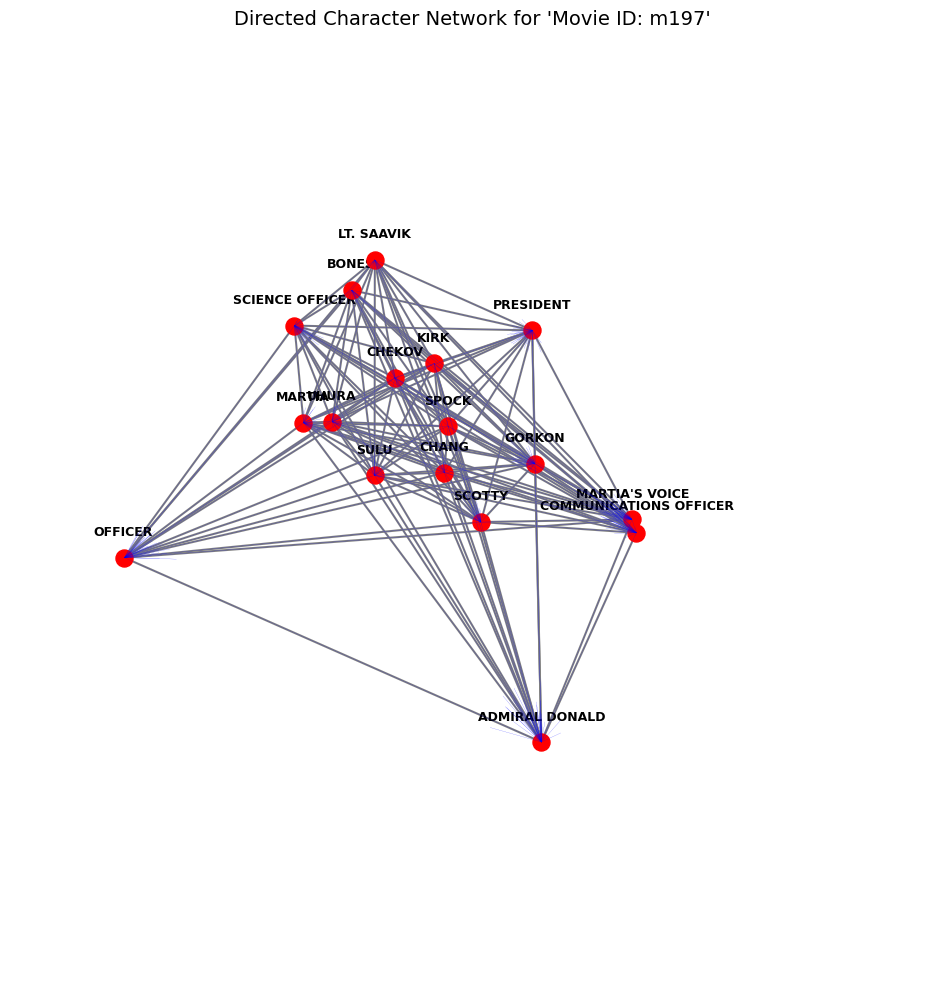 Directed Character Network for 'Movie ID: m197'
LT. SAAVIK
BONES
SCIENCE OFFICER
PRESIDENT
KIRK
CHEKOV
MARTIA
UHURA
SPOCK
GORKON
CHANG
SULU
SCOTTY
MARTIA'S VOICE
COMMUNICATIONS OFFICER
OFFICER
ADMIRAL DONALD